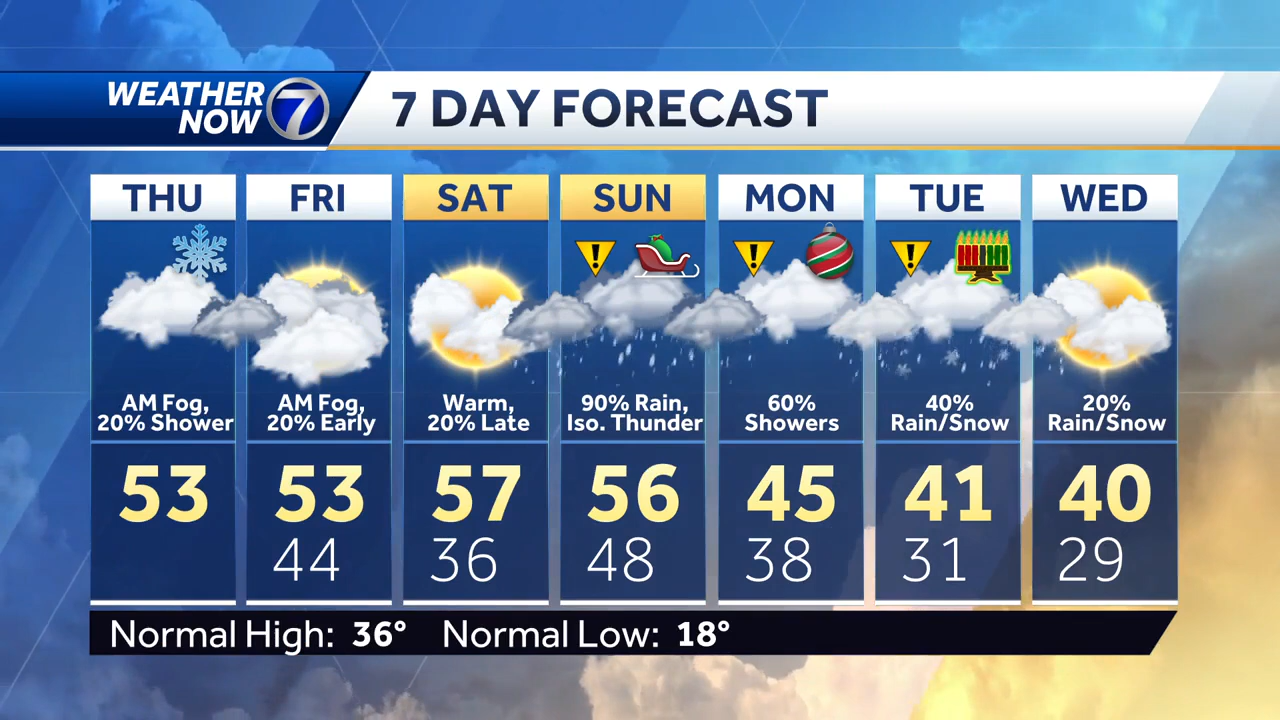 WEATHER
NOW 7
7 DAY FORECAST
THU FRI SAT SUN MON TUE WED
! ! !
AM Fog,
20% Shower
AM Fog,
20% Early
Warm,
20% Late
90% Rain,
Iso. Thunder
60%
Showers
40%
Rain/Snow
20%
Rain/Snow
53 53 57 56 45 41 40
44 36 48 38 31 29
Normal High: 36° Normal Low: 18°